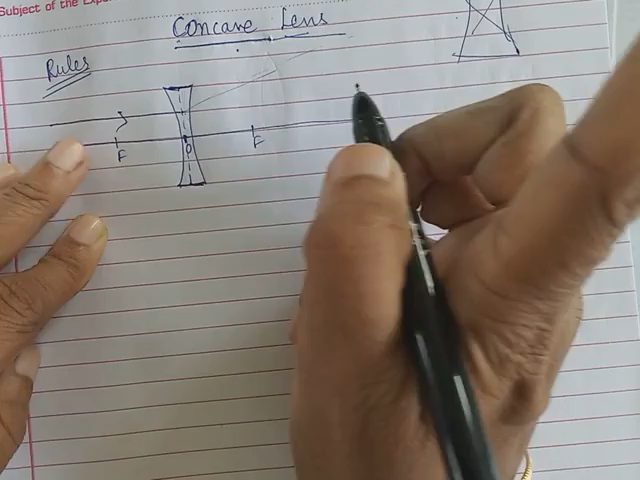 Subject of the
Concave Lens
Rules
F
O
F